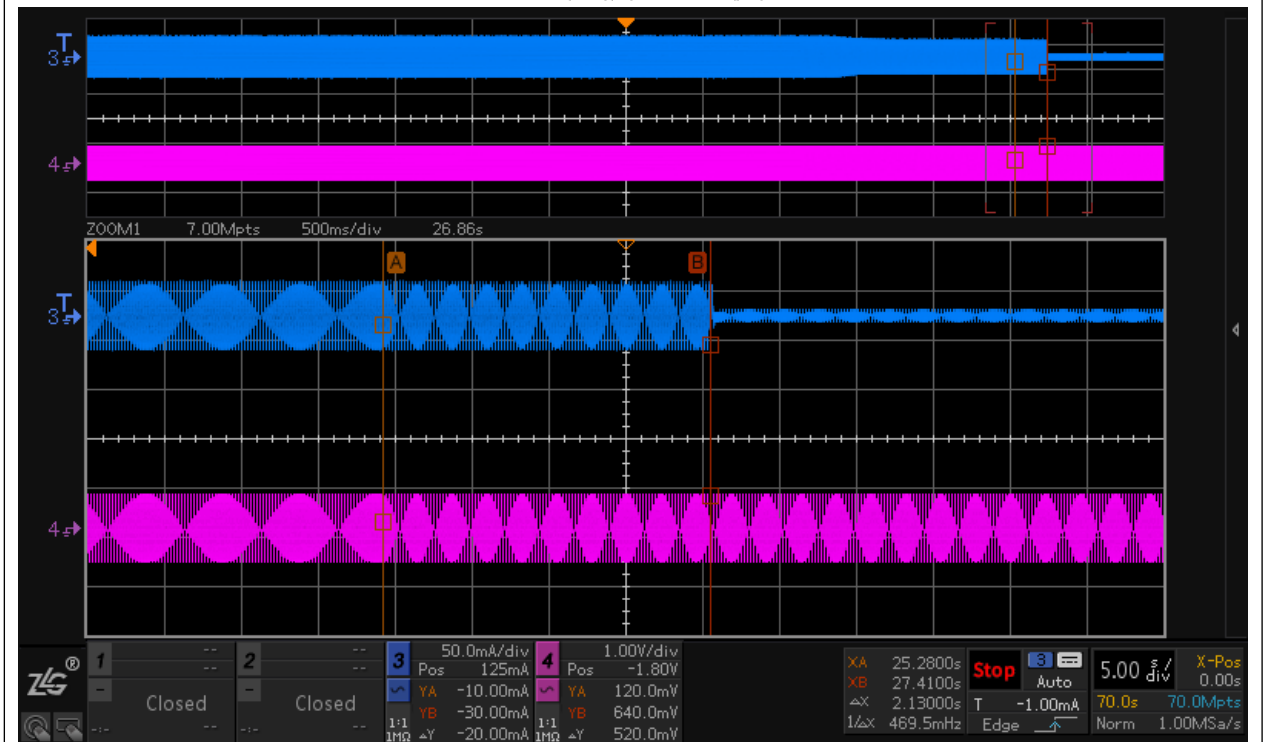 T
3
4
ZOOM1 7.00Mpts 500ms/div 26.86s
A B
T
3
4
ZLG®
1 -- --
Closed
-:-
2 -- --
Closed
-:-
3 50.0mA/div
Pos 125mA
YA -10.00mA
YB -30.00mA
1:1
1MΩ △Y -20.00mA
4 1.00V/div
Pos -1.80V
YA 120.0mV
YB 640.0mV
1:1
1MΩ △Y 520.0mV
XA 25.2800s
XB 27.4100s
△X 2.13000s
1/△X 469.5mHz
Stop 3 Auto
T -1.00mA
Edge
5.00 s/div X-Pos 0.00s
70.0s 70.0Mpts
Norm 1.00MSa/s